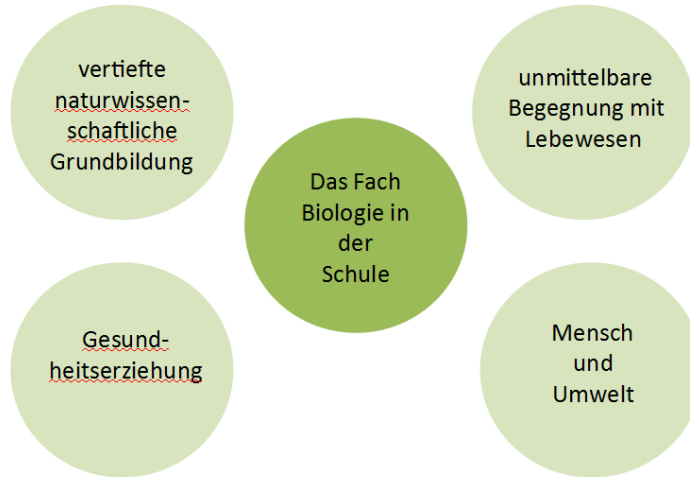 vertiefte
naturwissen-
schaftliche
Grundbildung
unmittelbare
Begegnung mit
Lebewesen
Das Fach
Biologie in
der
Schule
Gesund-
heitserziehung
Mensch
und
Umwelt